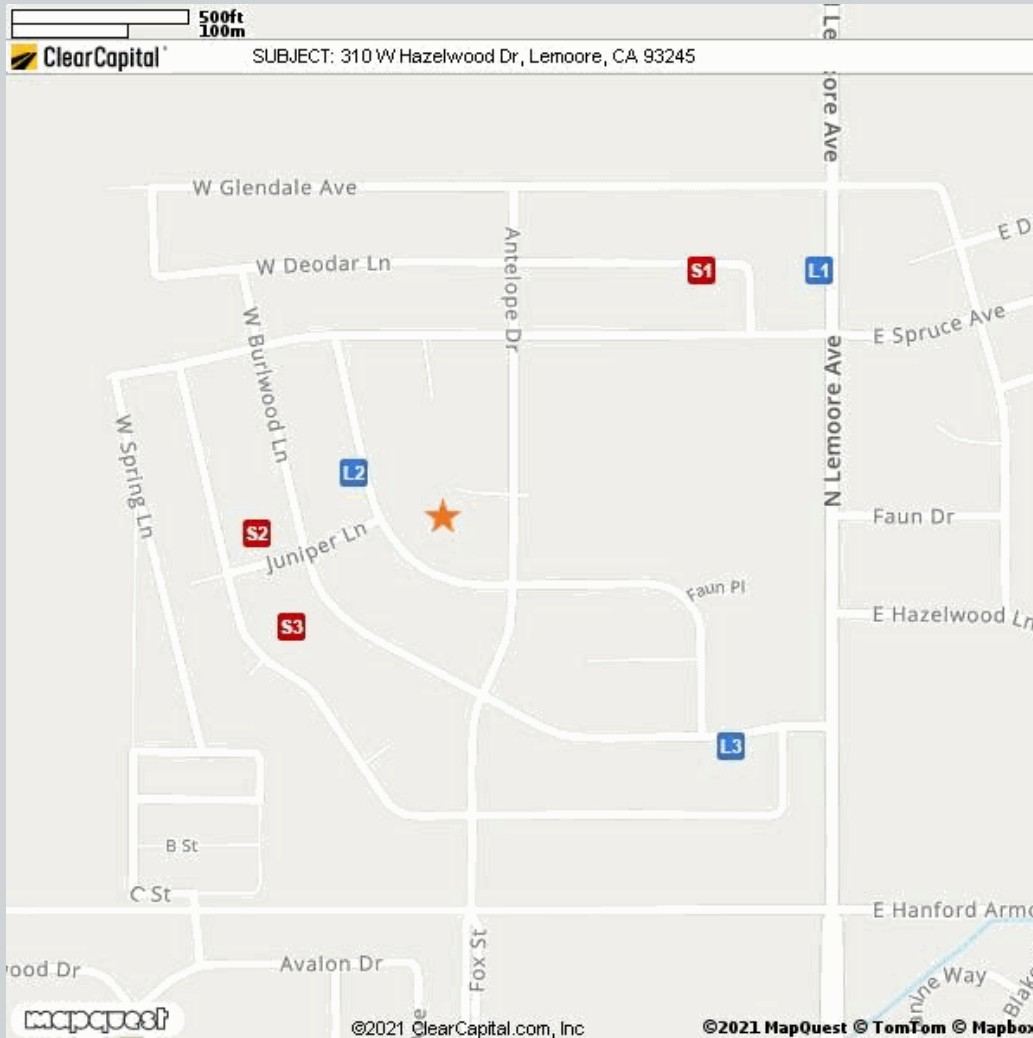 500ft
100m
ClearCapital
SUBJECT: 310 W Hazelwood Dr, Lemoore, CA 93245
W Glendale Ave
W Deodar Ln
Antelope Dr
S1
L1
E Spruce Ave
W Burlwood Ln
N Lemoore Ave
W Spring Ln
L2
S2
Juniper Ln
Faun Dr
Faun Pl
E Hazelwood Ln
S3
L3
B St
C St
E Hanford Armo
Fox St
Avalon Dr
ood Dr
Blake
mapquest
©2021 ClearCapital.com, Inc
©2021 MapQuest © TomTom © Mapbox